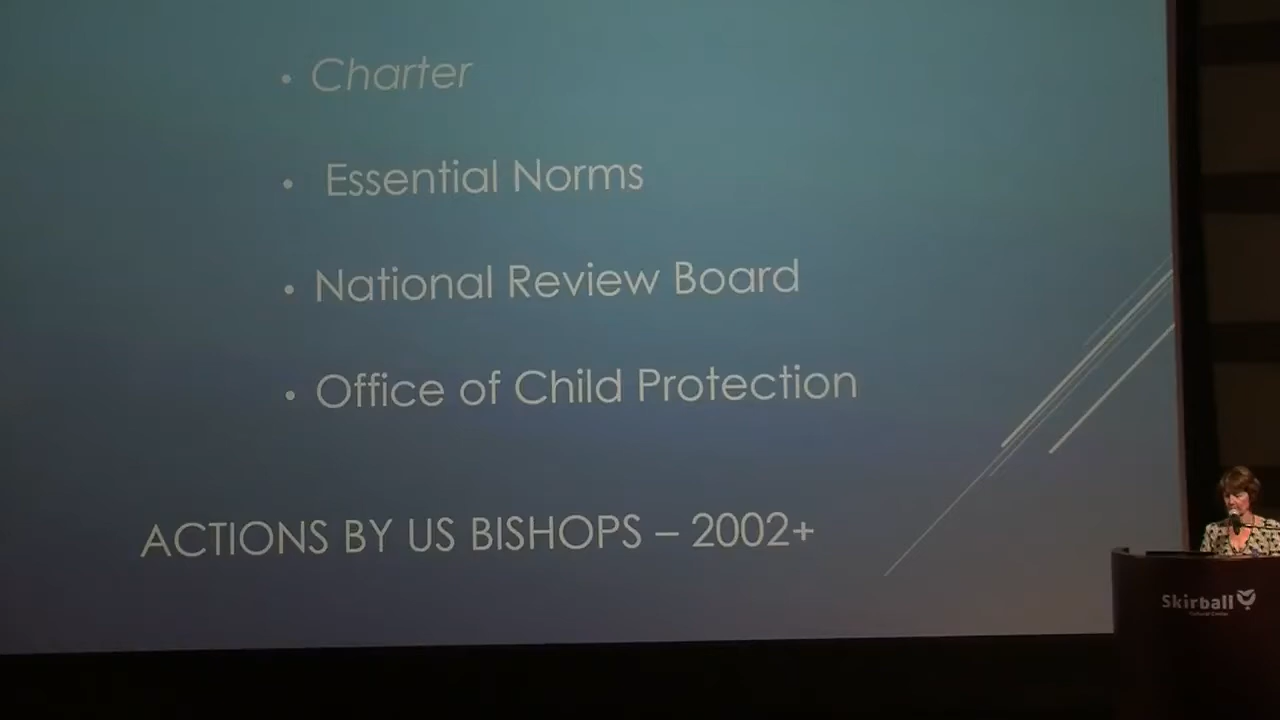 • Charter
• Essential Norms
• National Review Board
• Office of Child Protection
ACTIONS BY US BISHOPS – 2002+
Skirball